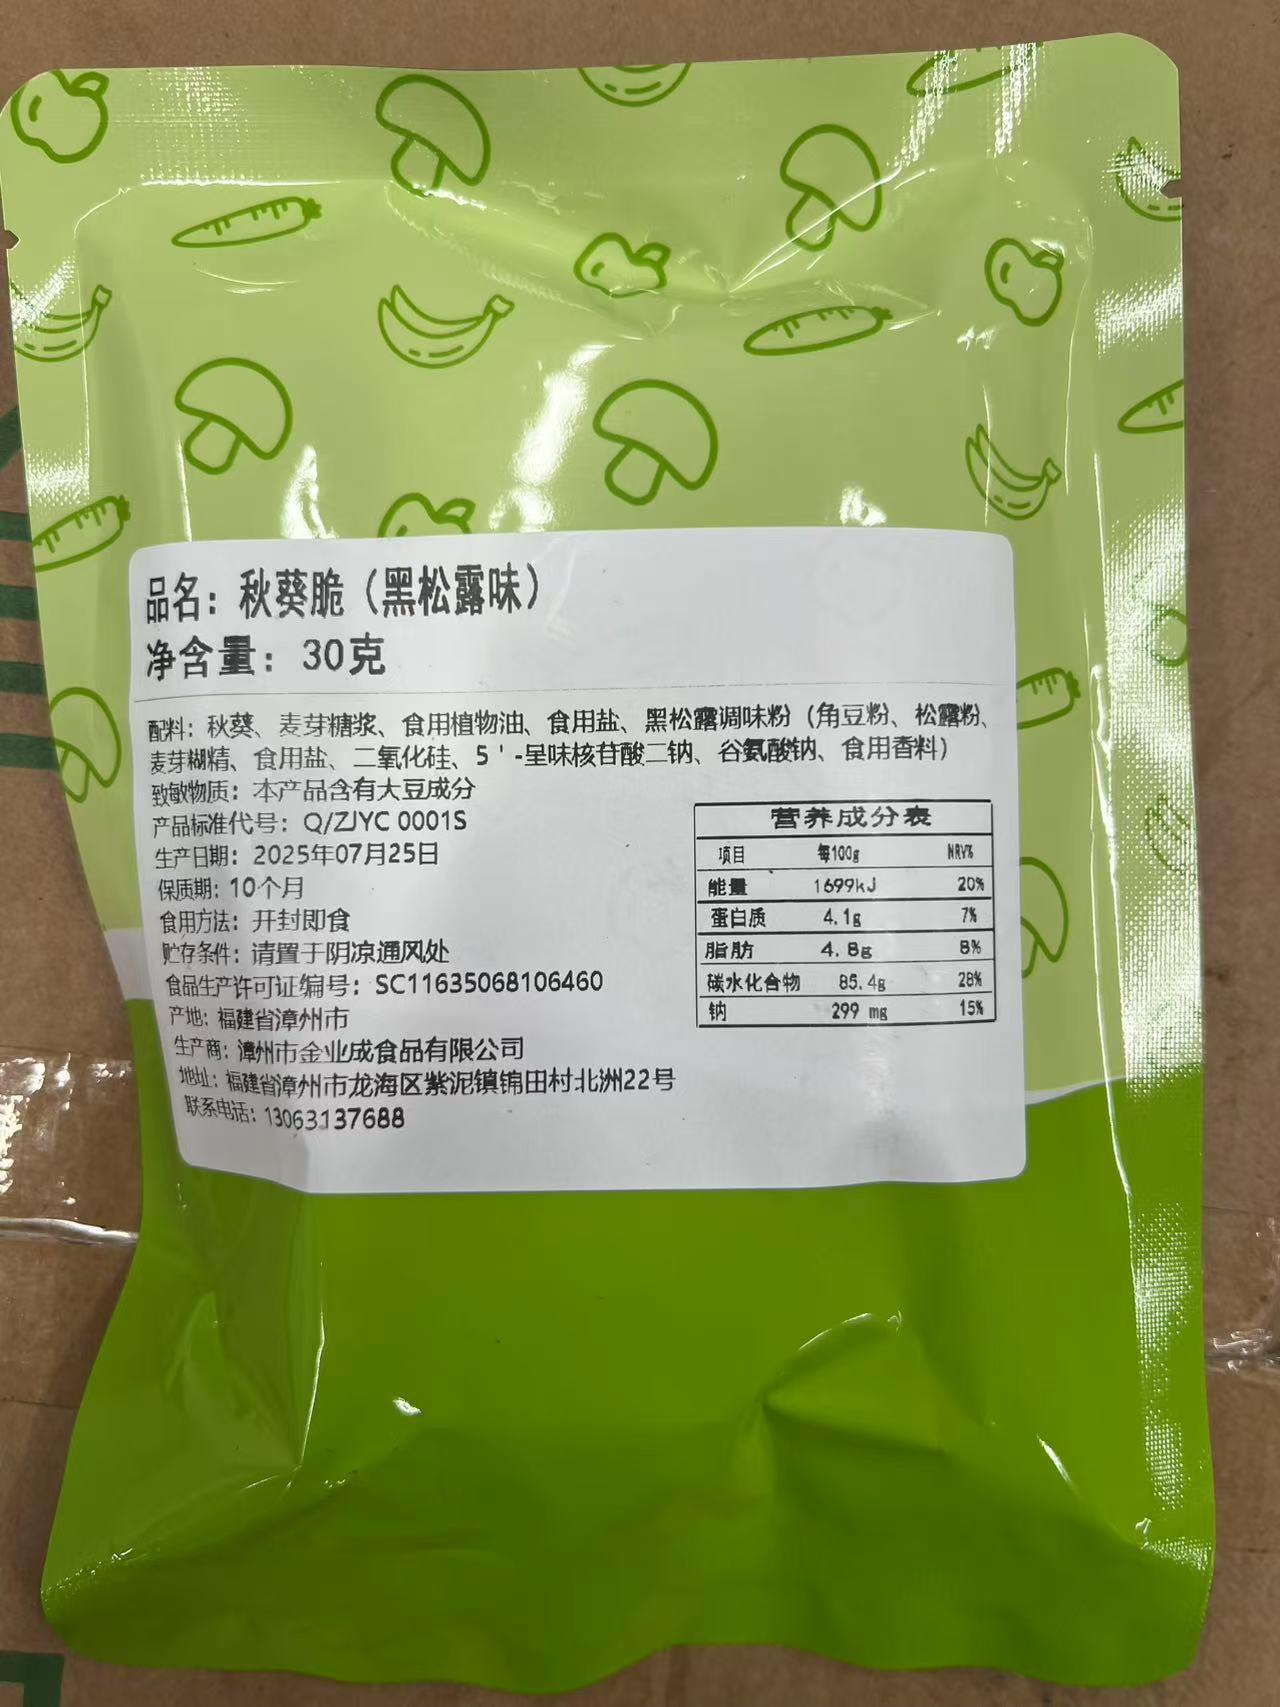 品名：秋葵脆（黑松露味）
净含量：30克
配料：秋葵、麦芽糖浆、食用植物油、食用盐、黑松露调味粉（角豆粉、松露粉、
麦芽糊精、食用盐、二氧化硅、5＇-呈味核苷酸二钠、谷氨酸钠、食用香料）
致敏物质：本产品含有大豆成分
产品标准代号：Q/ZJYC 0001S
生产日期：2025年07月25日
保质期：10个月
食用方法：开封即食
贮存条件：请置于阴凉通风处
食品生产许可证编号：SC11635068106460
产地：福建省漳州市
生产商：漳州市金业成食品有限公司
地址：福建省漳州市龙海区紫泥镇锦田村北洲22号
联系电话：13063137688
营养成分表
项目 每100g NRV%
能量 1699kJ 20%
蛋白质 4.1g 7%
脂肪 4.8g 8%
碳水化合物 85.4g 28%
钠 299 mg 15%